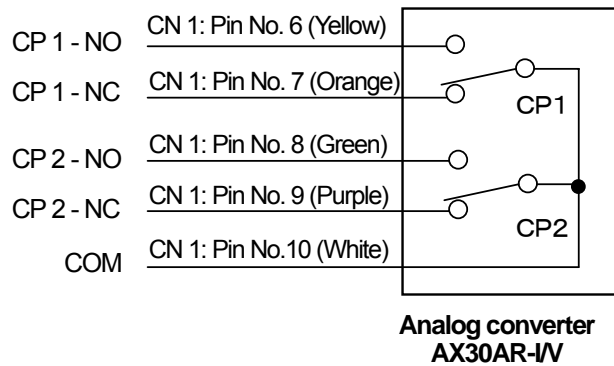 CP 1 - NO CN 1: Pin No. 6 (Yellow)
CP 1 - NC CN 1: Pin No. 7 (Orange)
CP1
CP 2 - NO CN 1: Pin No. 8 (Green)
CP 2 - NC CN 1: Pin No. 9 (Purple)
CP2
COM CN 1: Pin No.10 (White)
Analog converter
AX30AR-I/V